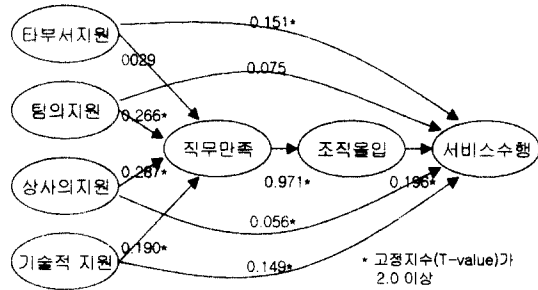 타부서지원
0.151*
0029
0.075
팀의지원
0.266*
직무만족
조직몰입
서비스수행
0.287*
0.971*
0.196*
상사의지원
0.056*
0.190*
기술적 지원
0.149*
* 고정지수(T-value)가
2.0 이상